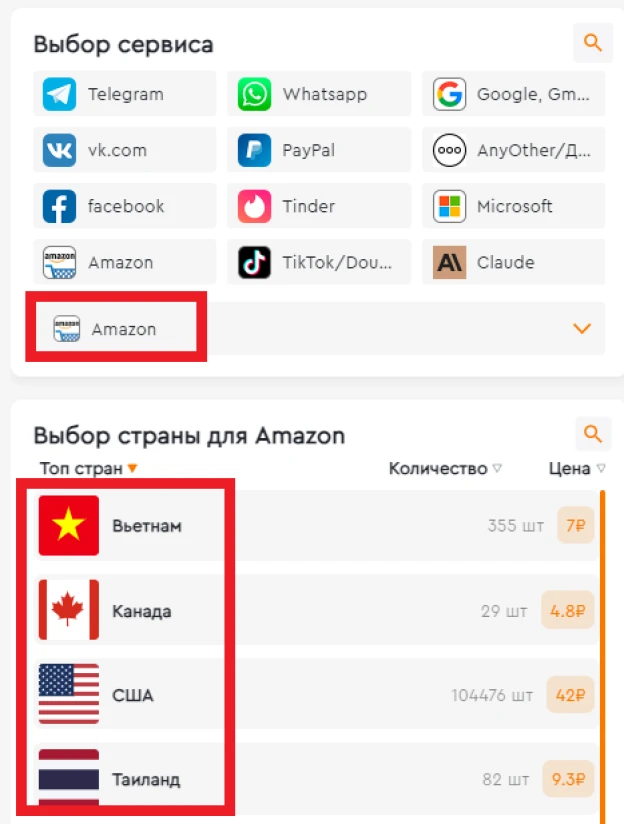 Выбор сервиса
Telegram Whatsapp Google, Gm...
vk.com PayPal AnyOther/Д...
facebook Tinder Microsoft
amazon Amazon TikTok/Dou... Claude
amazon Amazon
Выбор страны для Amazon
Топ стран Количество Цена
Вьетнам 355 шт 7₽
Канада 29 шт 4.8₽
США 104476 шт 42₽
Таиланд 82 шт 9.3₽